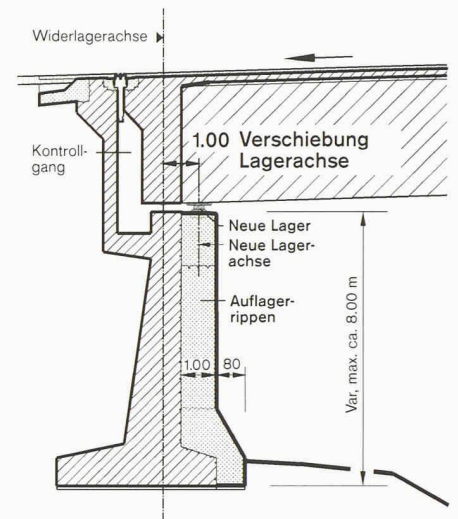 Widerlagerachse
1.00 Verschiebung
Lagerachse
Kontroll-
gang
Neue Lager
Neue Lager-
achse
Auflager-
rippen
1.00 80
Var, max. ca. 8.00 m